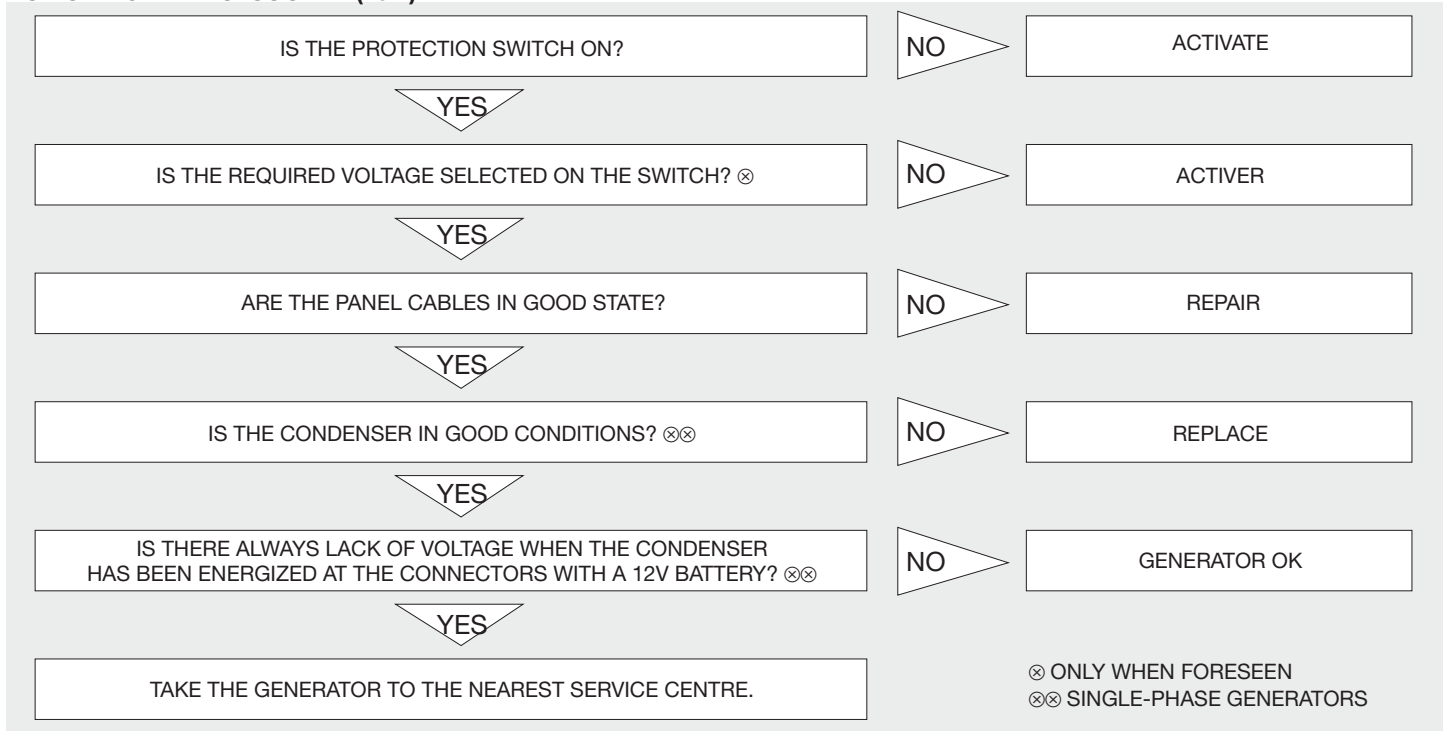 IS THE PROTECTION SWITCH ON?
NO
ACTIVATE
YES
IS THE REQUIRED VOLTAGE SELECTED ON THE SWITCH? ⊗
NO
ACTIVER
YES
ARE THE PANEL CABLES IN GOOD STATE?
NO
REPAIR
YES
IS THE CONDENSER IN GOOD CONDITIONS? ⊗⊗
NO
REPLACE
YES
IS THERE ALWAYS LACK OF VOLTAGE WHEN THE CONDENSER
HAS BEEN ENERGIZED AT THE CONNECTORS WITH A 12V BATTERY? ⊗⊗
NO
GENERATOR OK
YES
TAKE THE GENERATOR TO THE NEAREST SERVICE CENTRE.
⊗ ONLY WHEN FORESEEN
⊗⊗ SINGLE-PHASE GENERATORS